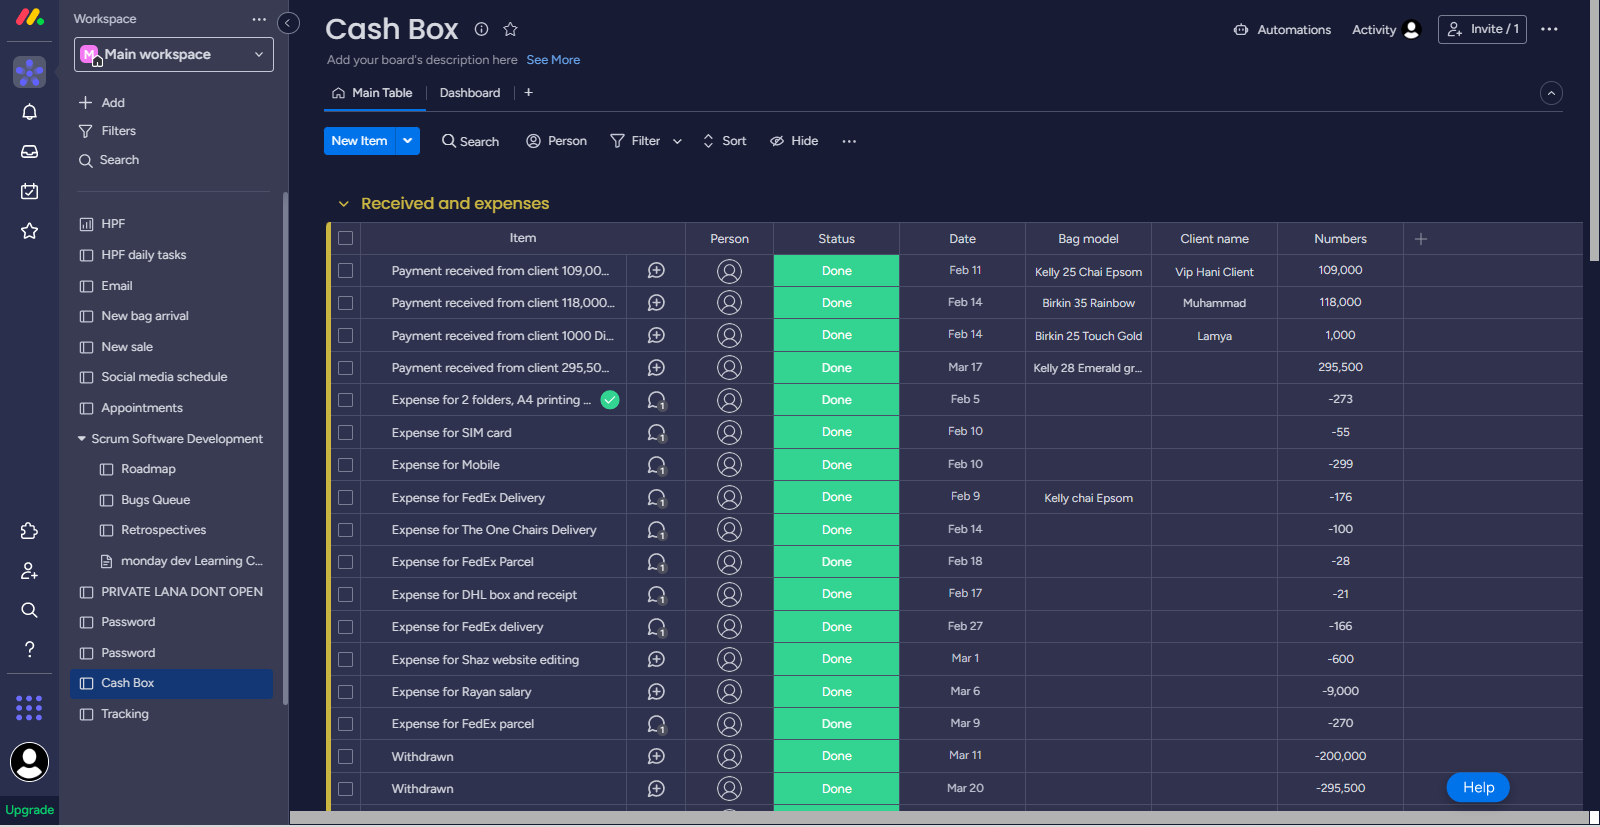 Workspace
M Main workspace
Add
Filters
Search
HPF
HPF daily tasks
Email
New bag arrival
New sale
Social media schedule
Appointments
Scrum Software Development
Roadmap
Bugs Queue
Retrospectives
monday dev Learning C...
PRIVATE LANA DONT OPEN
Password
Password
Cash Box
Tracking
Upgrade
Cash Box
Automations Activity Invite / 1
Add your board's description here See More
Main Table Dashboard +
New Item Search Person Filter Sort Hide
Received and expenses
Item Person Status Date Bag model Client name Numbers
Payment received from client 109,00... Done Feb 11 Kelly 25 Chai Epsom Vip Hani Client 109,000
Payment received from client 118,000... Done Feb 14 Birkin 35 Rainbow Muhammad 118,000
Payment received from client 1000 Di... Done Feb 14 Birkin 25 Touch Gold Lamya 1,000
Payment received from client 295,50... Done Mar 17 Kelly 28 Emerald gr... 295,500
Expense for 2 folders, A4 printing ... 1 Done Feb 5 -273
Expense for SIM card 1 Done Feb 10 -55
Expense for Mobile 1 Done Feb 10 -299
Expense for FedEx Delivery 1 Done Feb 9 Kelly chai Epsom -176
Expense for The One Chairs Delivery 1 Done Feb 14 -100
Expense for FedEx Parcel 1 Done Feb 18 -28
Expense for DHL box and receipt 1 Done Feb 17 -21
Expense for FedEx delivery 1 Done Feb 27 -166
Expense for Shaz website editing Done Mar 1 -600
Expense for Rayan salary Done Mar 6 -9,000
Expense for FedEx parcel 1 Done Mar 9 -270
Withdrawn Done Mar 11 -200,000
Withdrawn Done Mar 20 -295,500
Help